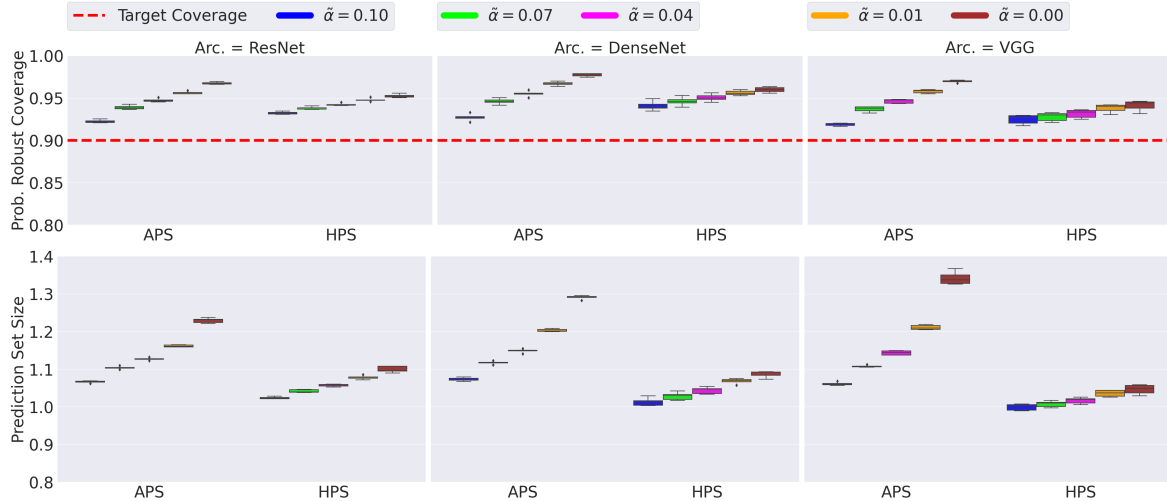 Target Coverage
α̃ = 0.10
α̃ = 0.07
α̃ = 0.04
α̃ = 0.01
α̃ = 0.00
Arc. = ResNet
Arc. = DenseNet
Arc. = VGG
Prob. Robust Coverage
1.00
0.95
0.90
0.85
0.80
APS
HPS
APS
HPS
APS
HPS
Prediction Set Size
1.4
1.3
1.2
1.1
1.0
0.9
0.8
APS
HPS
APS
HPS
APS
HPS